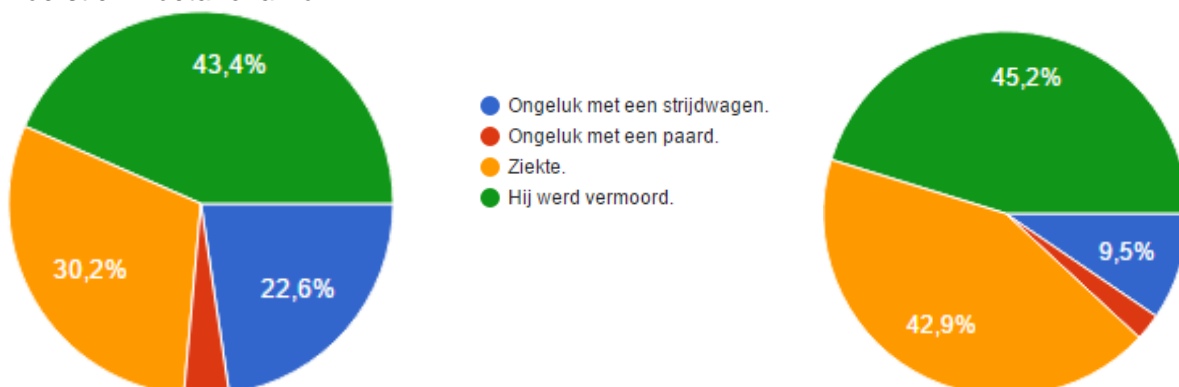 43,4%
30,2%
22,6%
Ongeluk met een strijdwagen.
Ongeluk met een paard.
Ziekte.
Hij werd vermoord.
45,2%
9,5%
42,9%